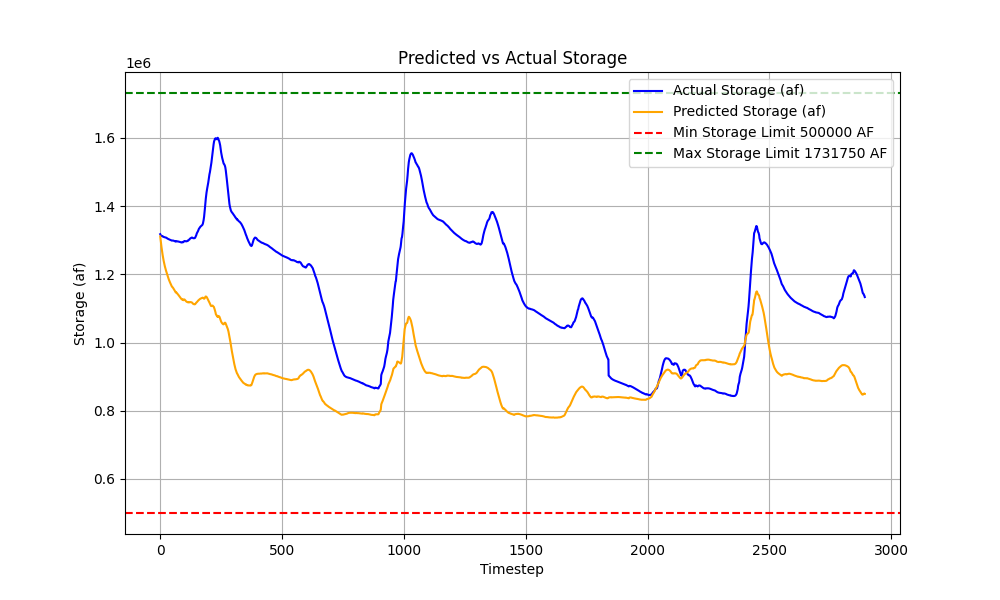 Predicted vs Actual Storage
1e6
Storage (af)
1.6
1.4
1.2
1.0
0.8
0.6
Actual Storage (af)
Predicted Storage (af)
Min Storage Limit 500000 AF
Max Storage Limit 1731750 AF
0 500 1000 1500 2000 2500 3000
Timestep